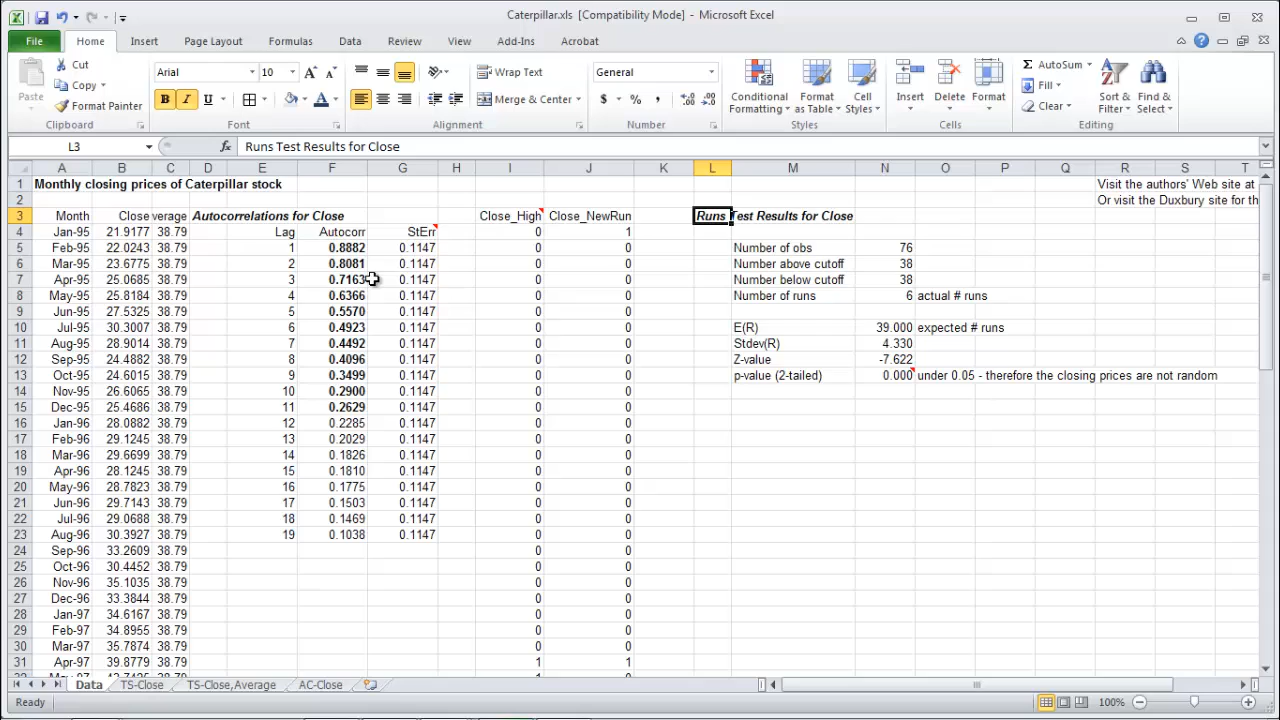 Caterpillar.xls [Compatibility Mode] - Microsoft Excel
File Home Insert Page Layout Formulas Data Review View Add-Ins Acrobat
Paste Cut Copy Format Painter Clipboard
Arial 10 Font
Wrap Text Merge & Center Alignment
General $ % , Number
Conditional Formatting Format as Table Cell Styles Styles
Insert Delete Format Cells
AutoSum Fill Clear Sort & Filter Find & Select Editing
L3 fx Runs Test Results for Close
A B C D E F G H I J K L M N O P Q R S T
1 Monthly closing prices of Caterpillar stock Visit the authors' Web site at
2 Or visit the Duxbury site for th
3 Month Close verage Autocorrelations for Close Close_High Close_NewRun Runs Test Results for Close
4 Jan-95 21.9177 38.79 Lag Autocorr StErr 0 1
5 Feb-95 22.0243 38.79 1 0.8882 0.1147 0 0 Number of obs 76
6 Mar-95 23.6775 38.79 2 0.8081 0.1147 0 0 Number above cutoff 38
7 Apr-95 25.0685 38.79 3 0.7163 0.1147 0 0 Number below cutoff 38
8 May-95 25.8184 38.79 4 0.6366 0.1147 0 0 Number of runs 6 actual # runs
9 Jun-95 27.5325 38.79 5 0.5570 0.1147 0 0
10 Jul-95 30.3007 38.79 6 0.4923 0.1147 0 0 E(R) 39.000 expected # runs
11 Aug-95 28.9014 38.79 7 0.4492 0.1147 0 0 Stdev(R) 4.330
12 Sep-95 24.4882 38.79 8 0.4096 0.1147 0 0 Z-value -7.622
13 Oct-95 24.6015 38.79 9 0.3499 0.1147 0 0 p-value (2-tailed) 0.000 under 0.05 - therefore the closing prices are not random
14 Nov-95 26.6065 38.79 10 0.2900 0.1147 0 0
15 Dec-95 25.4686 38.79 11 0.2629 0.1147 0 0
16 Jan-96 28.0882 38.79 12 0.2285 0.1147 0 0
17 Feb-96 29.1245 38.79 13 0.2029 0.1147 0 0
18 Mar-96 29.6699 38.79 14 0.1826 0.1147 0 0
19 Apr-96 28.1245 38.79 15 0.1810 0.1147 0 0
20 May-96 28.7823 38.79 16 0.1775 0.1147 0 0
21 Jun-96 29.7143 38.79 17 0.1503 0.1147 0 0
22 Jul-96 29.0688 38.79 18 0.1469 0.1147 0 0
23 Aug-96 30.3927 38.79 19 0.1038 0.1147 0 0
24 Sep-96 33.2609 38.79 0 0
25 Oct-96 30.4452 38.79 0 0
26 Nov-96 35.1035 38.79 0 0
27 Dec-96 33.3844 38.79 0 0
28 Jan-97 34.6167 38.79 0 0
29 Feb-97 34.8955 38.79 0 0
30 Mar-97 35.7874 38.79 0 0
31 Apr-97 39.8779 38.79 1 1
Data TS-Close TS-Close,Average AC-Close
Ready 100%